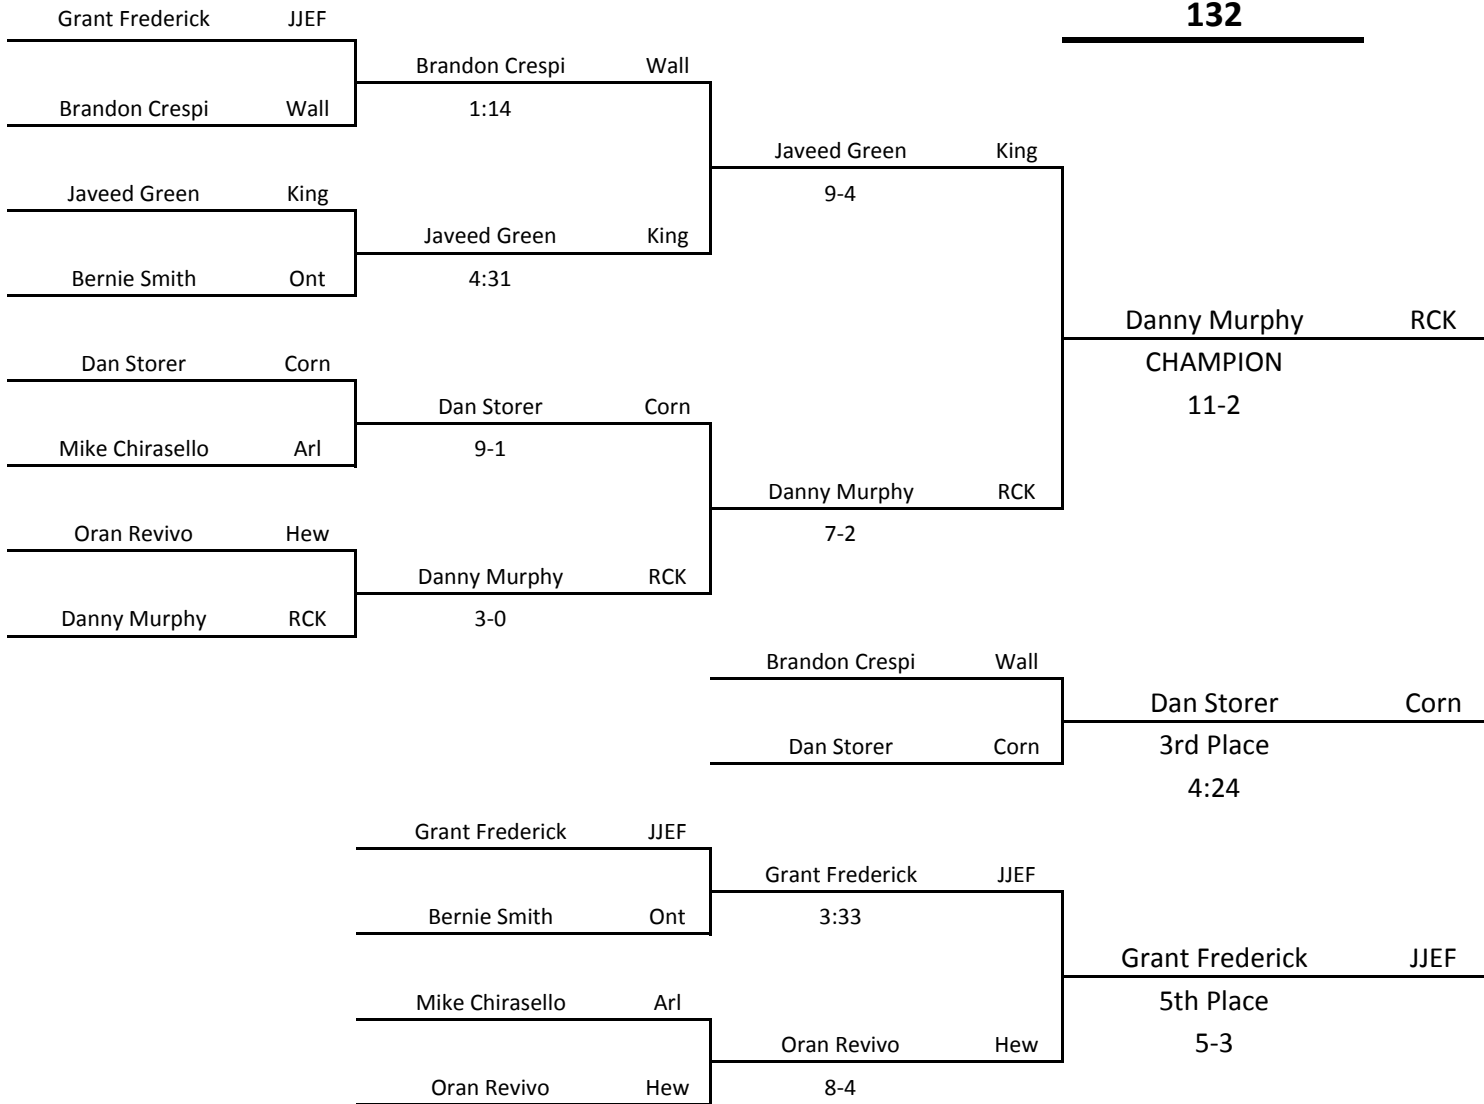 Grant Frederick JJEF
132
Brandon Crespi Wall
Brandon Crespi Wall
1:14
Javeed Green King
Javeed Green King
9-4
Javeed Green King
Bernie Smith Ont
4:31
Danny Murphy RCK
Dan Storer Corn
CHAMPION
Dan Storer Corn
11-2
Mike Chirasello Arl
9-1
Danny Murphy RCK
Oran Revivo Hew
7-2
Danny Murphy RCK
Danny Murphy RCK
3-0
Brandon Crespi Wall
Dan Storer Corn
Dan Storer Corn
3rd Place
4:24
Grant Frederick JJEF
Grant Frederick JJEF
Bernie Smith Ont
3:33
Grant Frederick JJEF
Mike Chirasello Arl
5th Place
Oran Revivo Hew
5-3
Oran Revivo Hew
8-4